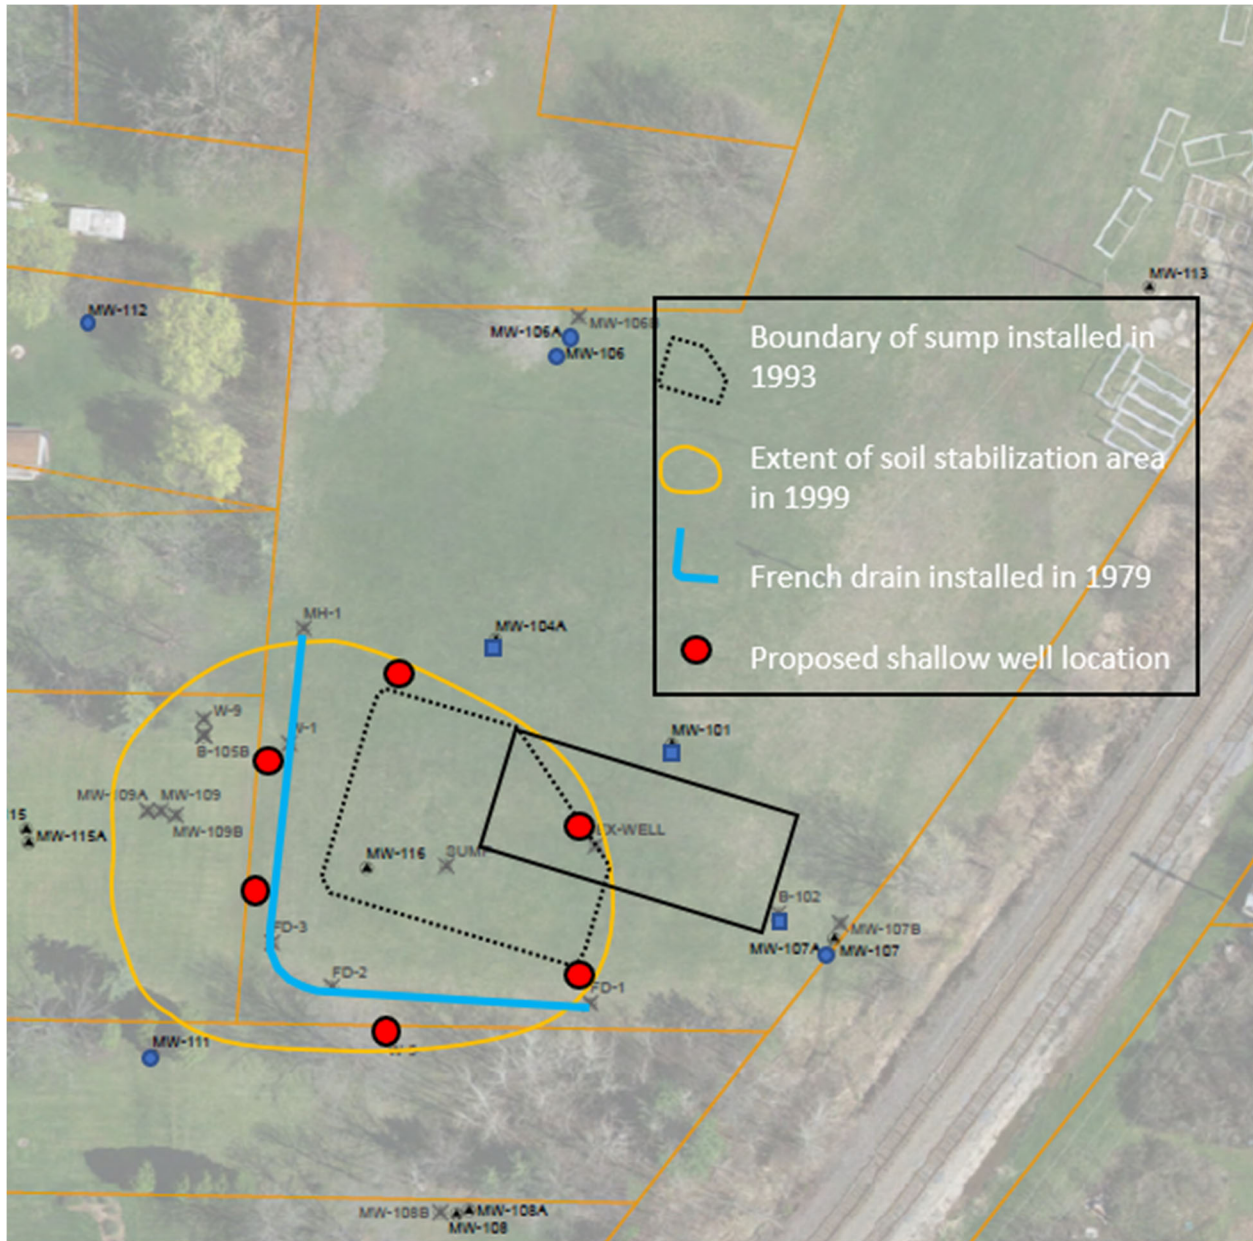 MW-113
MW-112
MW-106B
MW-106A
MW-106
Boundary of sump installed in
1993
Extent of soil stabilization area
in 1999
French drain installed in 1979
Proposed shallow well location
MH-1
MW-104A
W-9
B-105B
MW-101
MW-109A
MW-109
MW-109B
15
MW-115A
EX-WELL
MW-116
SUMP
B-102
MW-107B
MW-107A
MW-107
FD-3
FD-2
FD-1
MW-111
MW-108B
MW-108A
MW-108